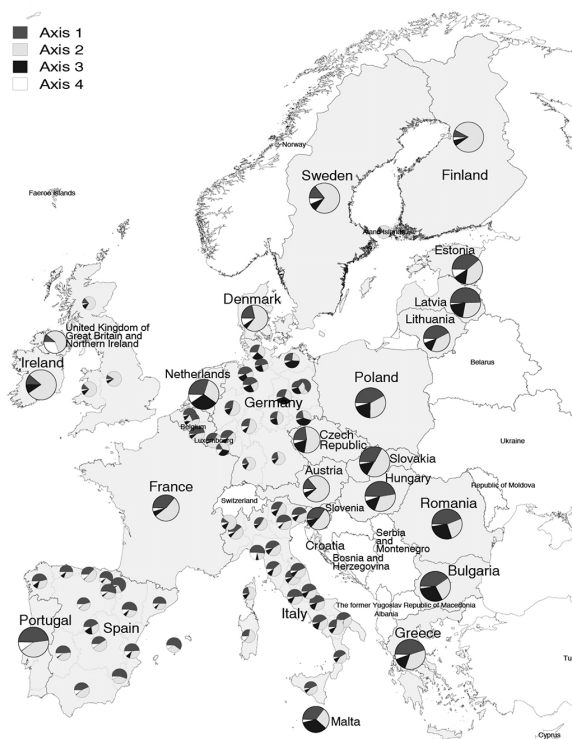 Axis 1
Axis 2
Axis 3
Axis 4
Norway
Sweden
Finland
Faeroe Islands
Aland Islands
Estonia
Denmark
Latvia
Lithuania
United Kingdom of
Great Britain and
Northern Ireland
Ireland
Belarus
Netherlands
Poland
Germany
Belgium
Luxembourg
Czech
Republic
Ukraine
Slovakia
Austria
Hungary
France
Republic of Moldova
Switzerland
Slovenia
Romania
Croatia
Serbia
and
Montenegro
Bosnia and
Herzegovina
Bulgaria
The former Yugoslav Republic of Macedonia
Albania
Portugal
Spain
Italy
Greece
Tu
Malta
Cyprus